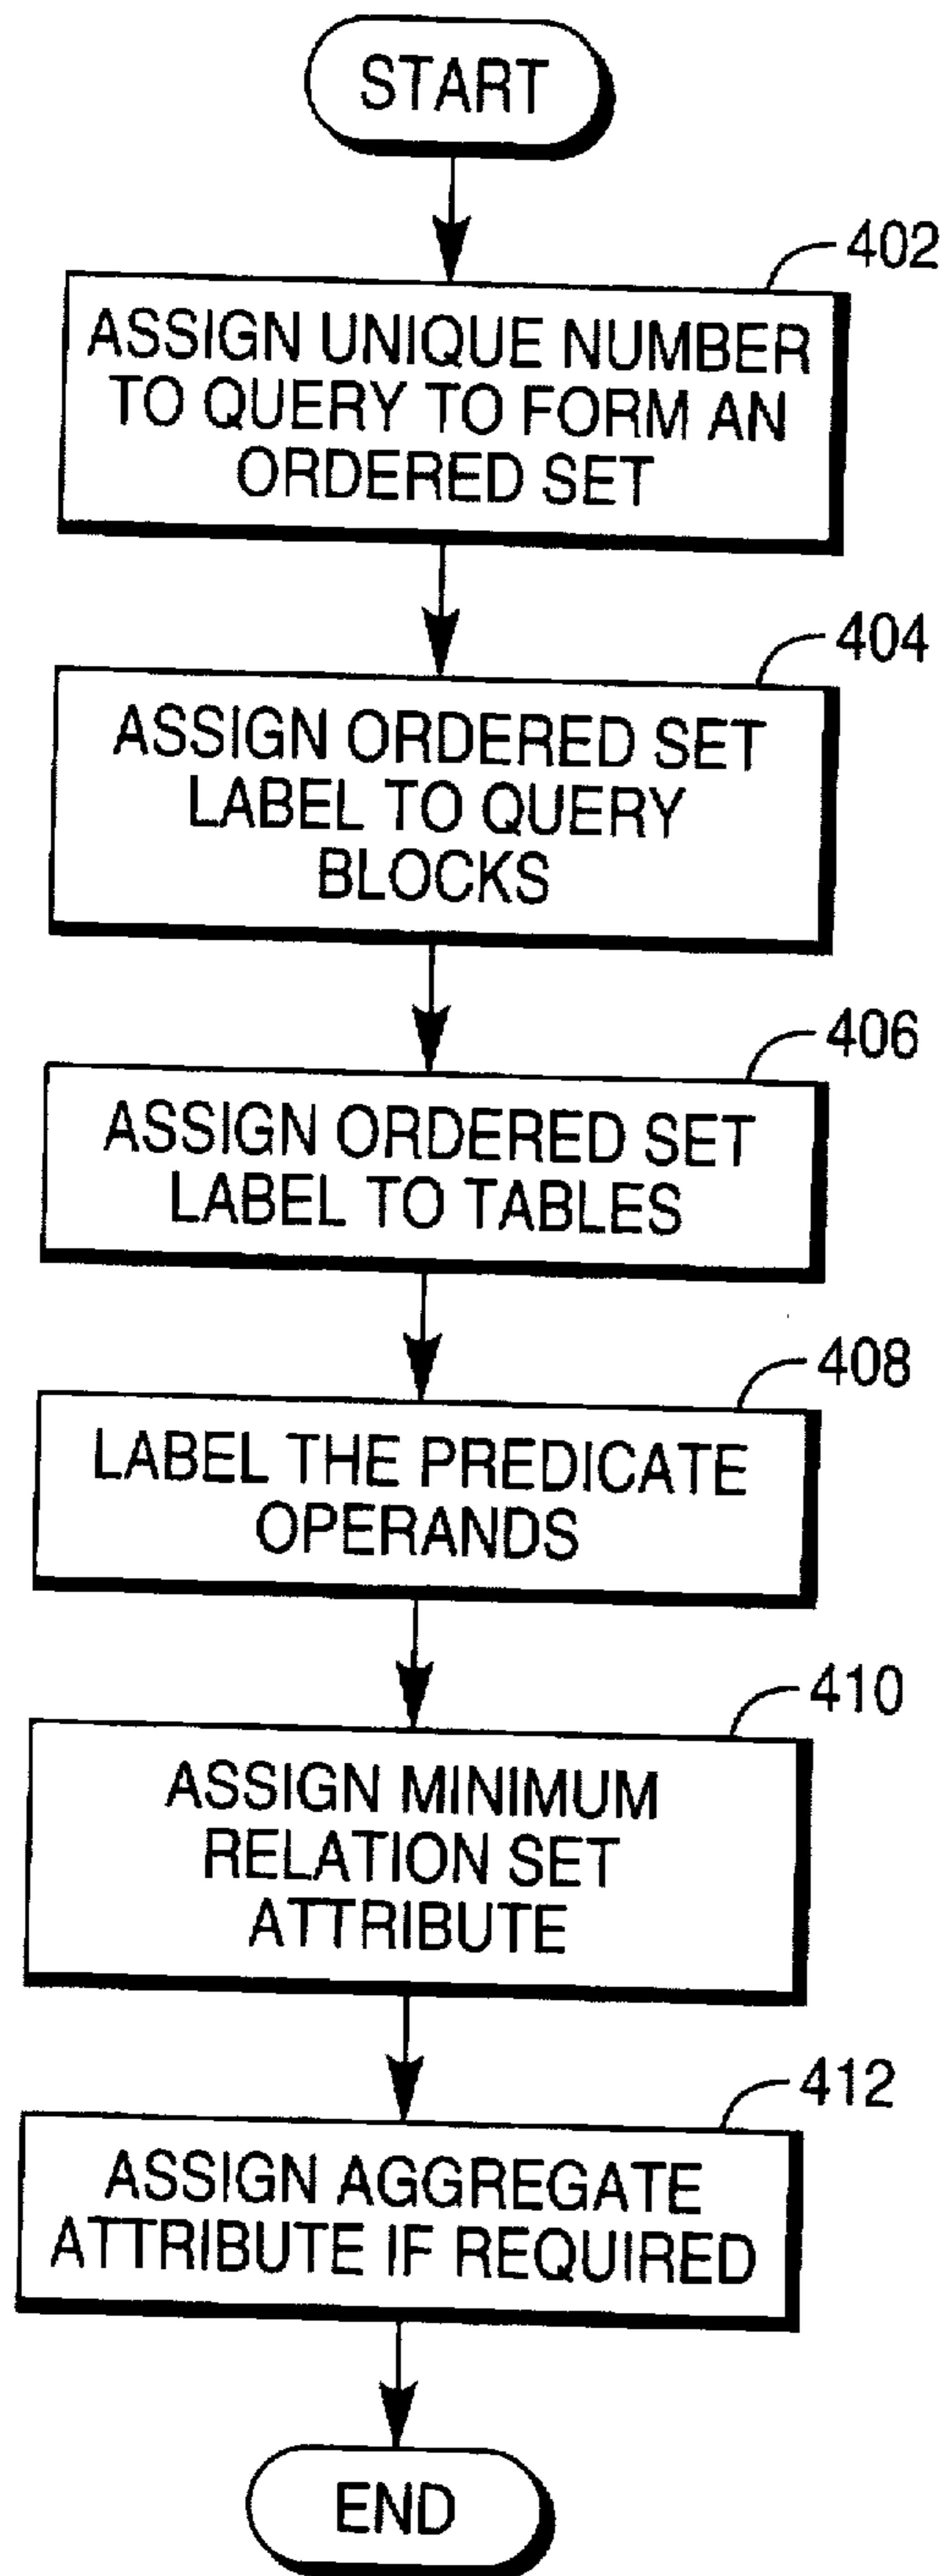 START
402
ASSIGN UNIQUE NUMBER
TO QUERY TO FORM AN
ORDERED SET
404
ASSIGN ORDERED SET
LABEL TO QUERY
BLOCKS
406
ASSIGN ORDERED SET
LABEL TO TABLES
408
LABEL THE PREDICATE
OPERANDS
410
ASSIGN MINIMUM
RELATION SET
ATTRIBUTE
412
ASSIGN AGGREGATE
ATTRIBUTE IF REQUIRED
END